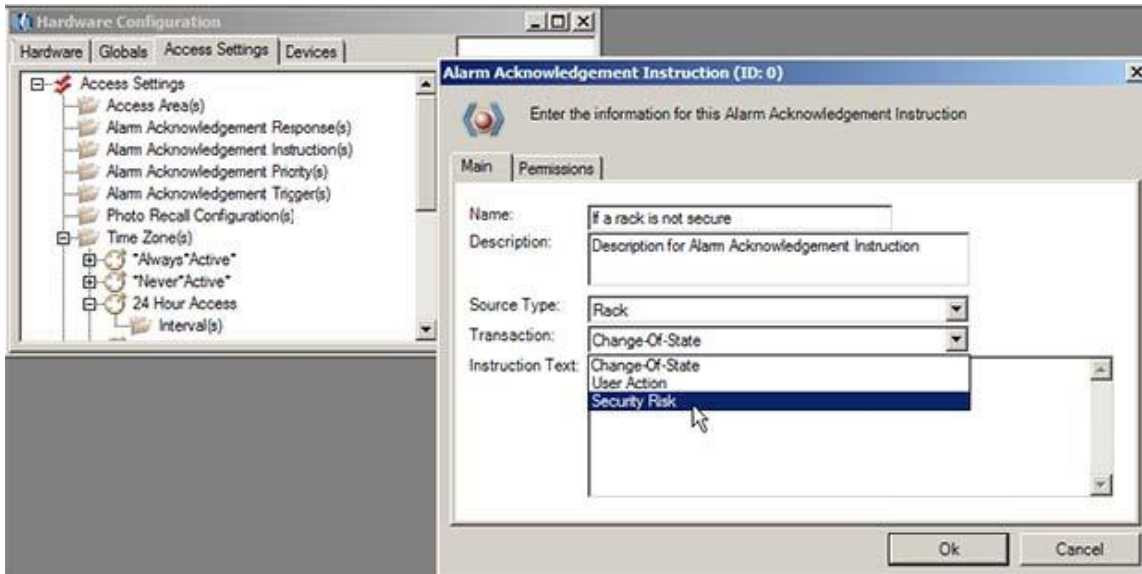 Hardware Configuration
Hardware Globals Access Settings Devices
Access Settings
Access Area(s)
Alarm Acknowledgement Response(s)
Alarm Acknowledgement Instruction(s)
Alarm Acknowledgement Priority(s)
Alarm Acknowledgement Trigger(s)
Photo Recall Configuration(s)
Time Zone(s)
*Always*Active*
*Never*Active*
24 Hour Access
Interval(s)
Alarm Acknowledgement Instruction (ID: 0)
Enter the information for this Alarm Acknowledgement Instruction
Main Permissions
Name: If a rack is not secure
Description: Description for Alarm Acknowledgement Instruction
Source Type: Rack
Transaction: Change-Of-State
Instruction Text: Change-Of-State
User Action
Security Risk
Ok Cancel